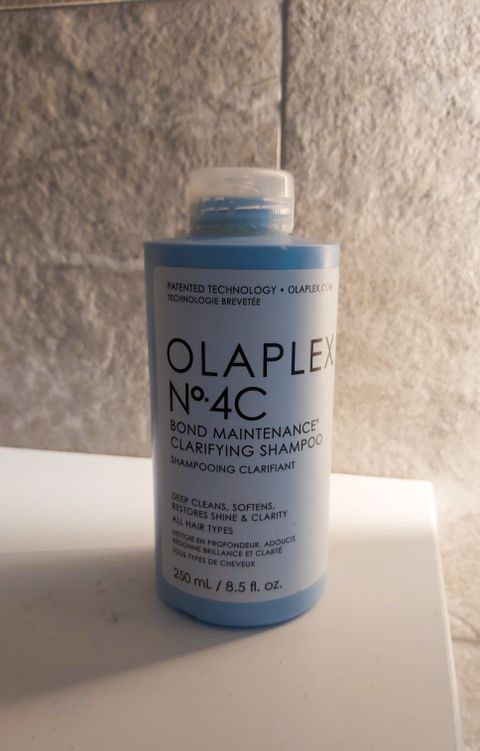 PATENTED TECHNOLOGY • OLAPLEX.COM
TECHNOLOGIE BREVETÉE
OLAPLEX
Nº.4C
BOND MAINTENANCE®
CLARIFYING SHAMPOO
SHAMPOOING CLARIFIANT
DEEP CLEANS, SOFTENS,
RESTORES SHINE & CLARITY
ALL HAIR TYPES
NETTOIE EN PROFONDEUR, ADOUCIT,
REDONNE BRILLANCE ET CLARTÉ
TOUS TYPES DE CHEVEUX
250 mL / 8.5 fl. oz.